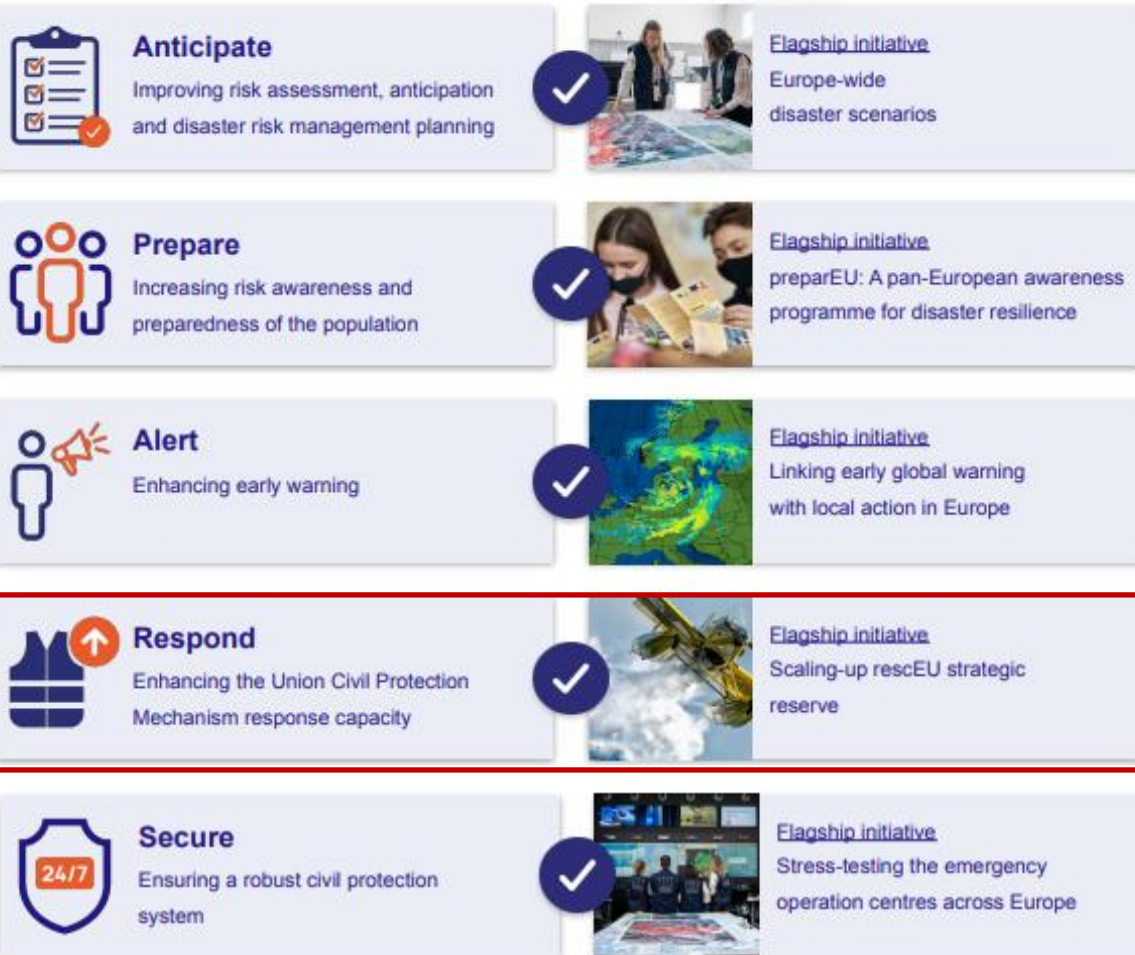 Anticipate
Improving risk assessment, anticipation
and disaster risk management planning
Flagship initiative
Europe-wide
disaster scenarios
Prepare
Increasing risk awareness and
preparedness of the population
Flagship initiative
preparEU: A pan-European awareness
programme for disaster resilience
Alert
Enhancing early warning
Flagship initiative
Linking early global warning
with local action in Europe
Respond
Enhancing the Union Civil Protection
Mechanism response capacity
Flagship initiative
Scaling-up rescEU strategic
reserve
24/7
Secure
Ensuring a robust civil protection
system
Flagship initiative
Stress-testing the emergency
operation centres across Europe